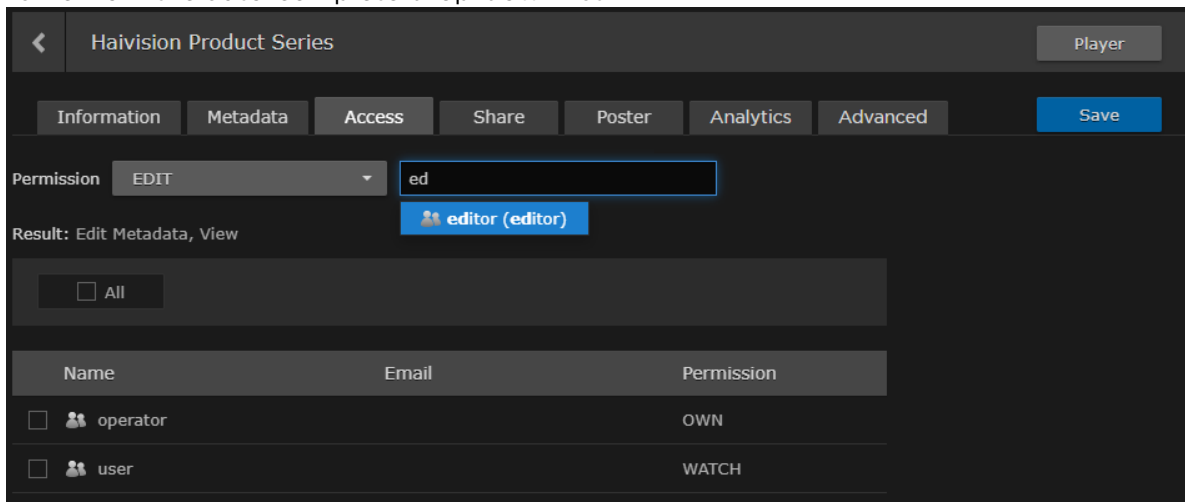 Haivision Product Series
Player
Information Metadata Access Share Poster Analytics Advanced Save
Permission EDIT ed
editor (editor)
Result: Edit Metadata, View
All
Name Email Permission
operator OWN
user WATCH